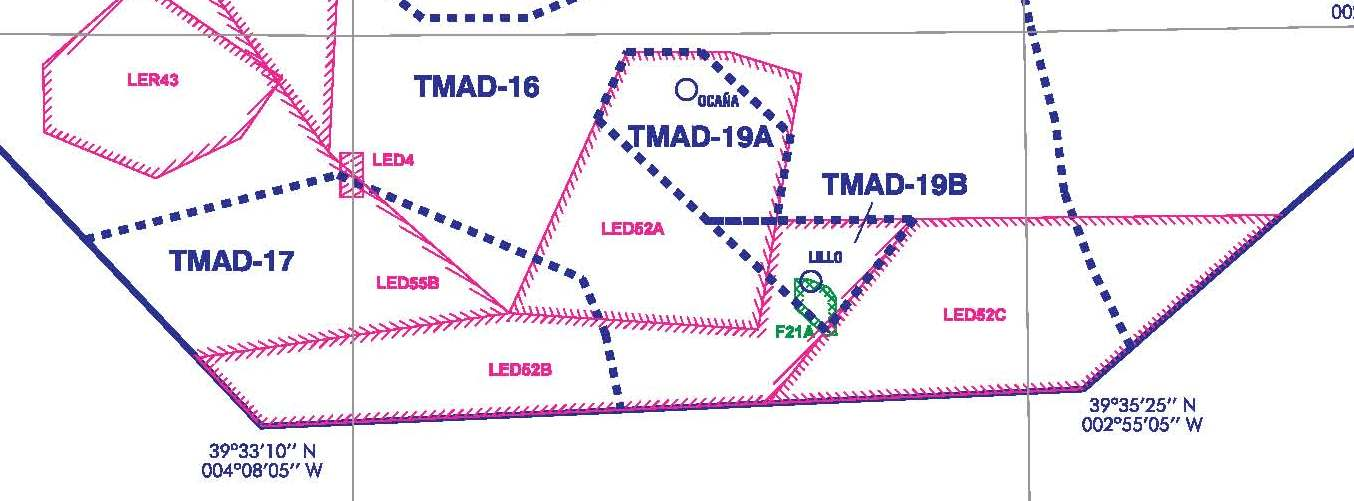 00
LER43
TMAD-16
OCAÑA
TMAD-19A
LED4
TMAD-19B
LED52A
TMAD-17
LILLO
LED55B
LED52C
F21A
LED52B
39°35'25" N
002°55'05" W
39°33'10" N
004°08'05" W